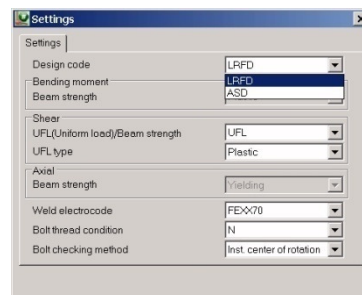 Settings
Settings
Design code LRFD
LRFD
Bending moment
Beam strength ASD
Shear
UFL(Uniform load)/Beam strength UFL
UFL type Plastic
Axial
Beam strength Yielding
Weld electrocode FEXX70
Bolt thread condition N
Bolt checking method Inst. center of rotation